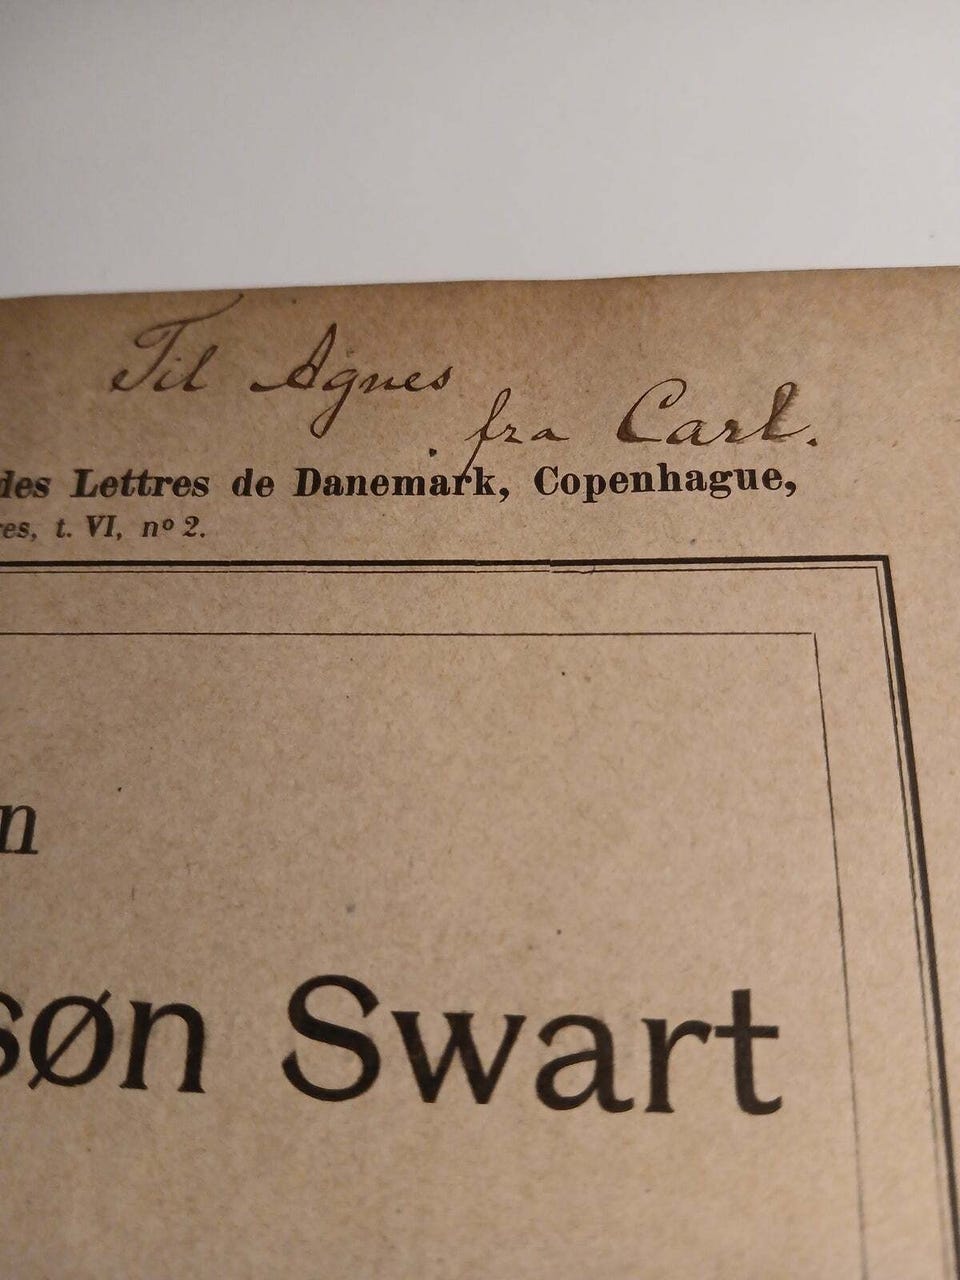 Til Agnes
fra Carl.
des Lettres de Danemark, Copenhague,
res, t. VI, nº 2.
n
søn Swart